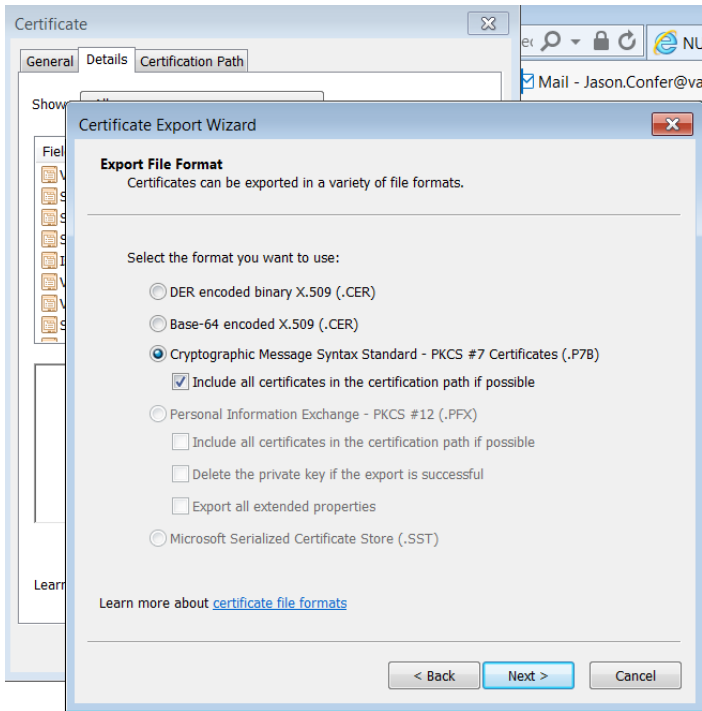 Certificate
NU
General Details Certification Path
Mail - Jason.Confer@va
Show
Certificate Export Wizard
Export File Format
Certificates can be exported in a variety of file formats.
Select the format you want to use:
DER encoded binary X.509 (.CER)
Base-64 encoded X.509 (.CER)
Cryptographic Message Syntax Standard - PKCS #7 Certificates (.P7B)
Include all certificates in the certification path if possible
Personal Information Exchange - PKCS #12 (.PFX)
Include all certificates in the certification path if possible
Delete the private key if the export is successful
Export all extended properties
Microsoft Serialized Certificate Store (.SST)
Learn
Learn more about certificate file formats
< Back Next > Cancel